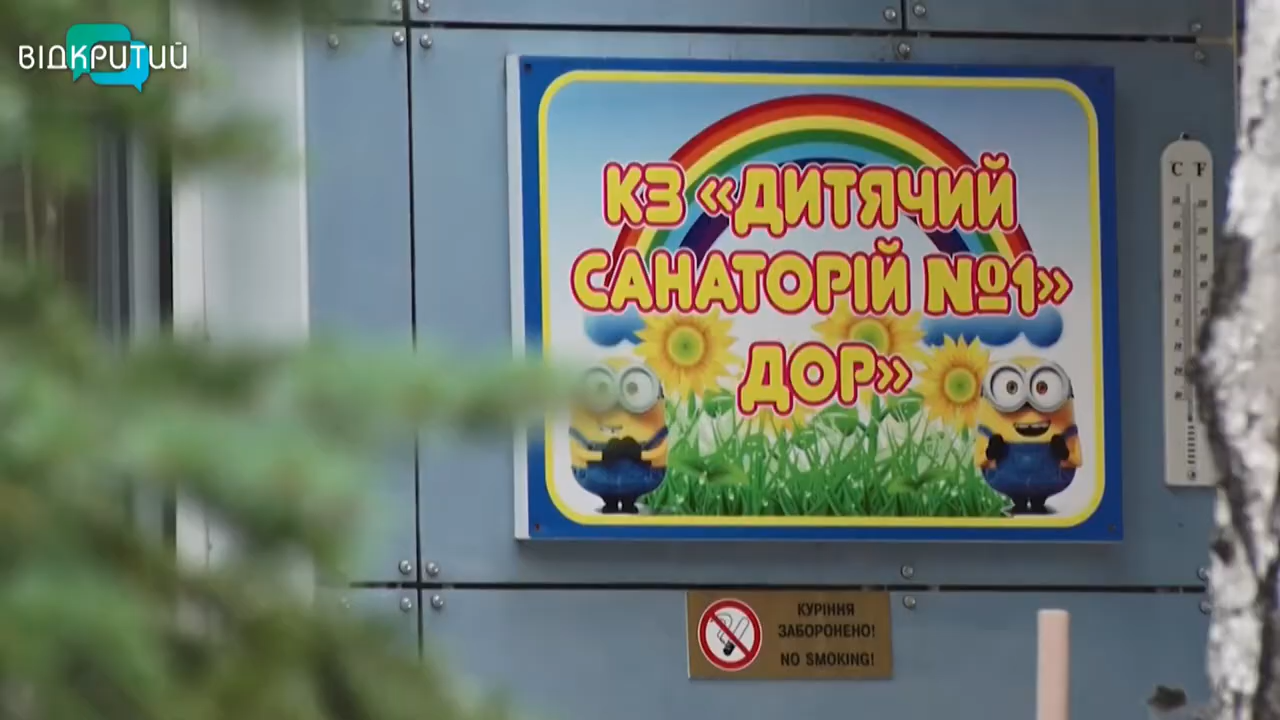 ВІДКРИТИЙ
КЗ «ДИТЯЧИЙ
САНАТОРІЙ №1»
ДОР»
C F
КУРІННЯ
ЗАБОРОНЕНО!
NO SMOKING!